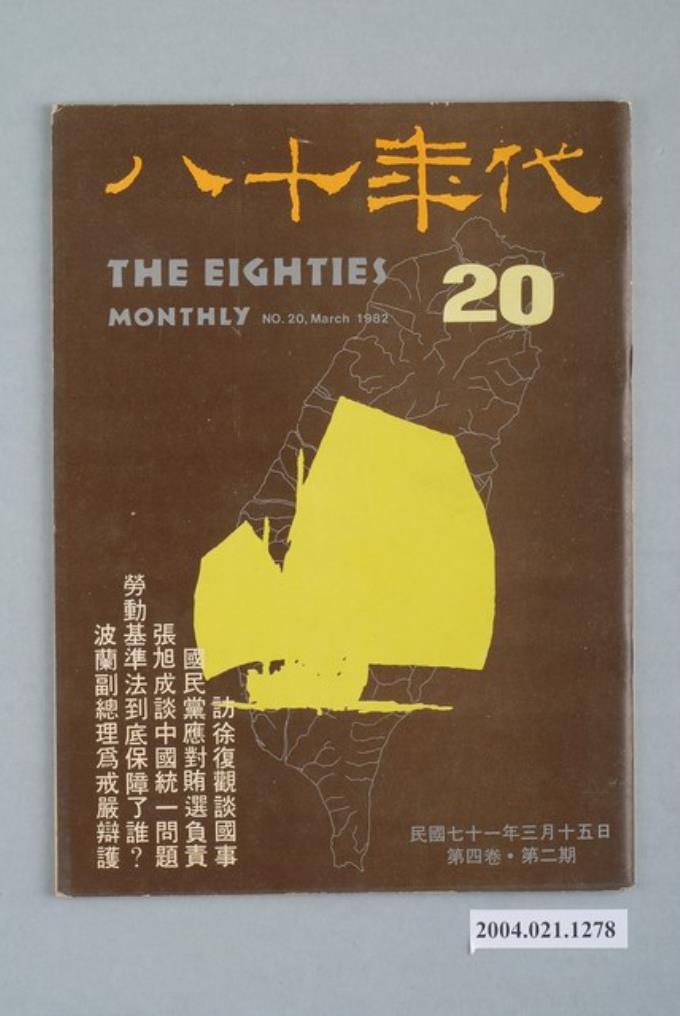 八十年代
THE EIGHTIES
MONTHLY NO. 20, March 1982
20
訪徐復觀談國事
國民黨應對賄選負責
張旭成談中國統一問題
勞動基準法到底保障了誰？
波蘭副總理為戒嚴辯護
民國七十一年三月十五日
第四卷・第二期
2004.021.1278